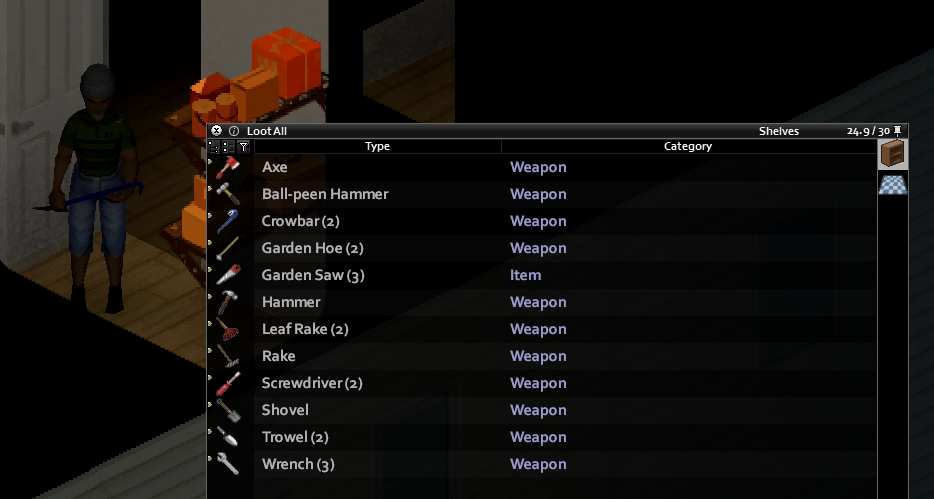 Loot All Shelves 24.9 / 30
Type Category
Axe Weapon
Ball-peen Hammer Weapon
Crowbar (2) Weapon
Garden Hoe (2) Weapon
Garden Saw (3) Item
Hammer Weapon
Leaf Rake (2) Weapon
Rake Weapon
Screwdriver (2) Weapon
Shovel Weapon
Trowel (2) Weapon
Wrench (3) Weapon